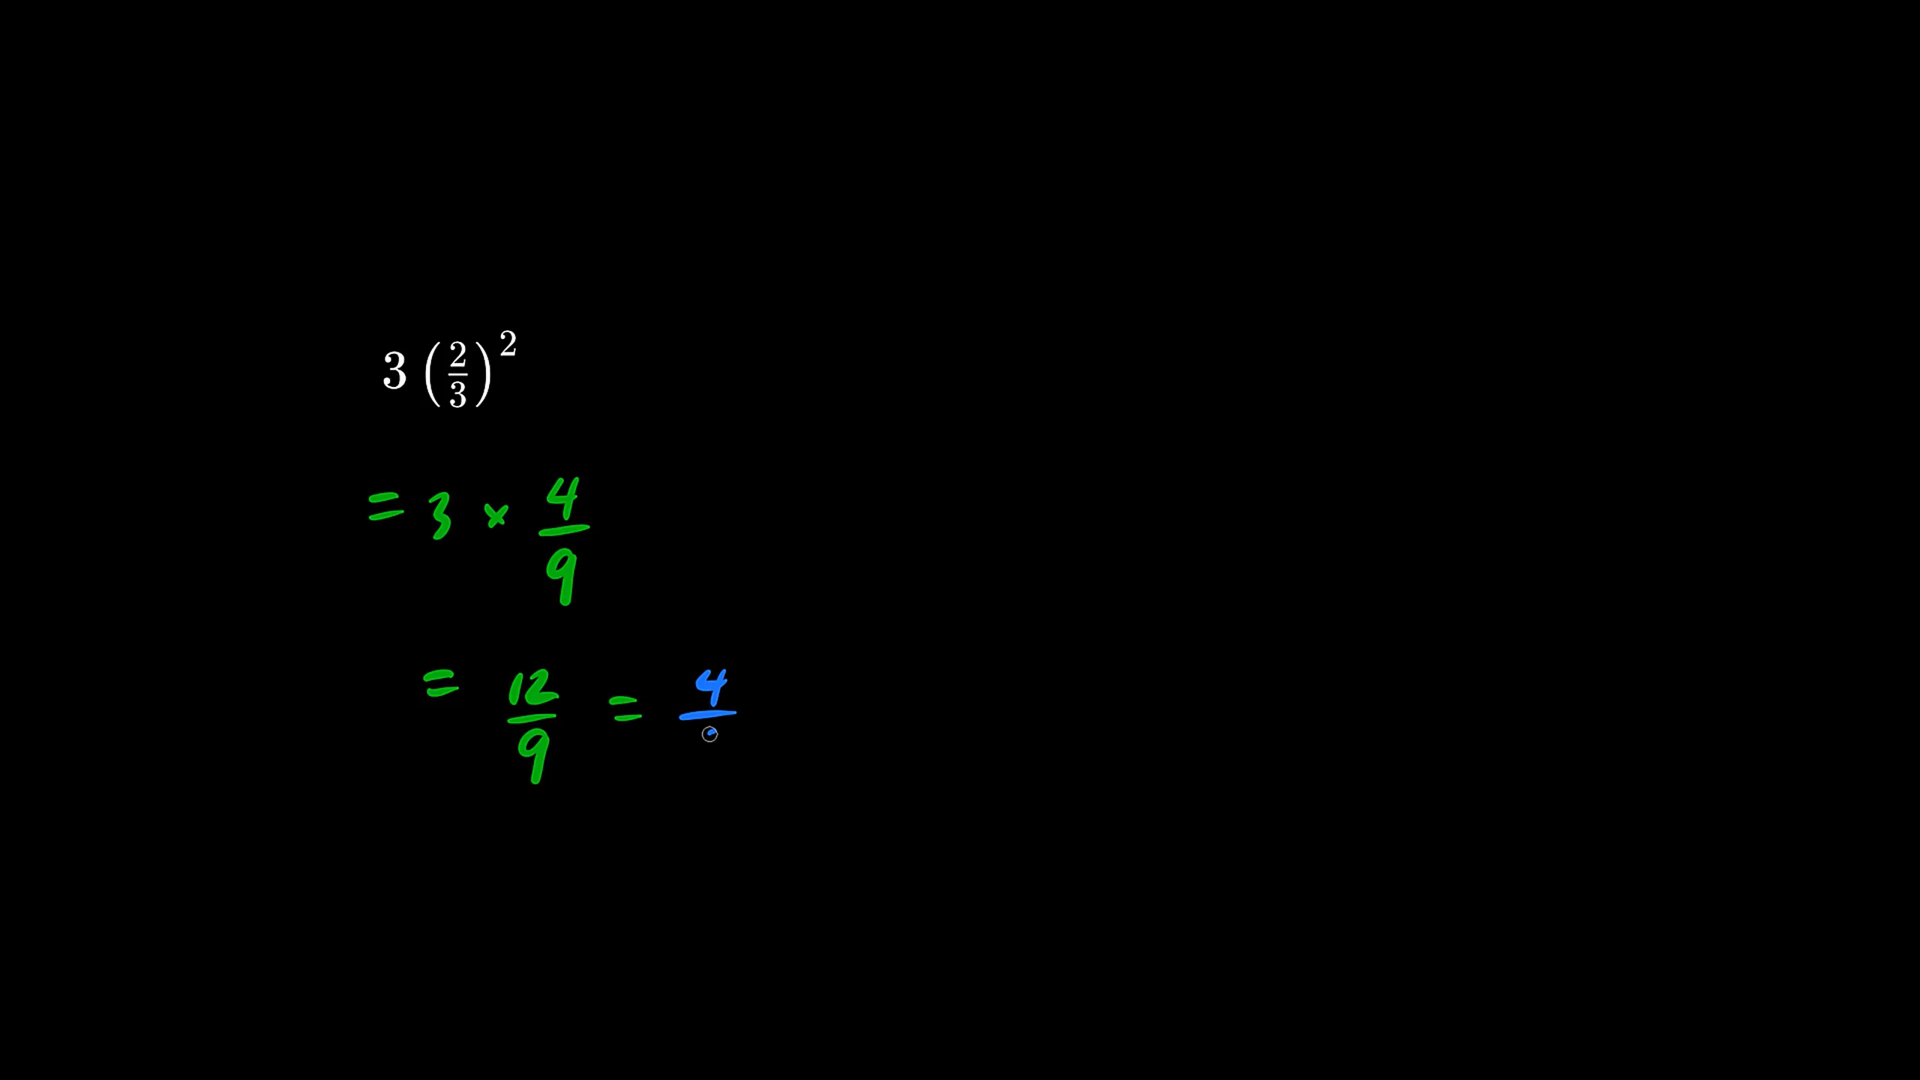 3 (2/3)^2
= 3 × 4/9
= 12/9 = 4/